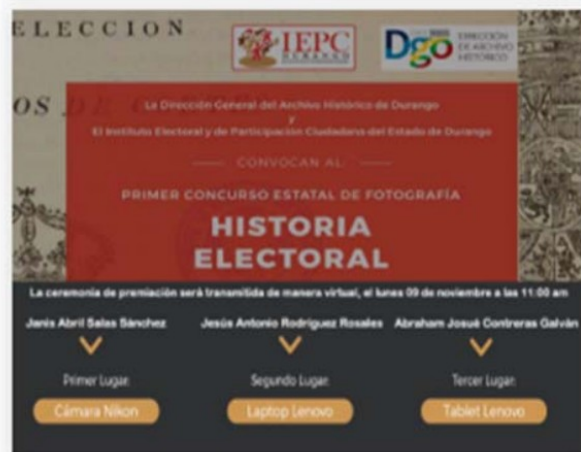 ELECCION
IEPC
DURANGO
Dgo
DIRECCIÓN
DE ARCHIVO
HISTÓRICO
OS DE CORTES
La Dirección General del Archivo Histórico de Durango
y
El Instituto Electoral y de Participación Ciudadana del Estado de Durango
CONVOCAN AL:
PRIMER CONCURSO ESTATAL DE FOTOGRAFÍA
HISTORIA
ELECTORAL
La ceremonia de premiación será transmitida de manera virtual, el lunes 09 de noviembre a las 11:00 am
Janis Abril Salas Sánchez
Jesús Antonio Rodríguez Rosales
Abraham Josué Contreras Galván
Primer Lugar:
Segundo Lugar:
Tercer Lugar:
Cámara Nikon
Laptop Lenovo
Tablet Lenovo